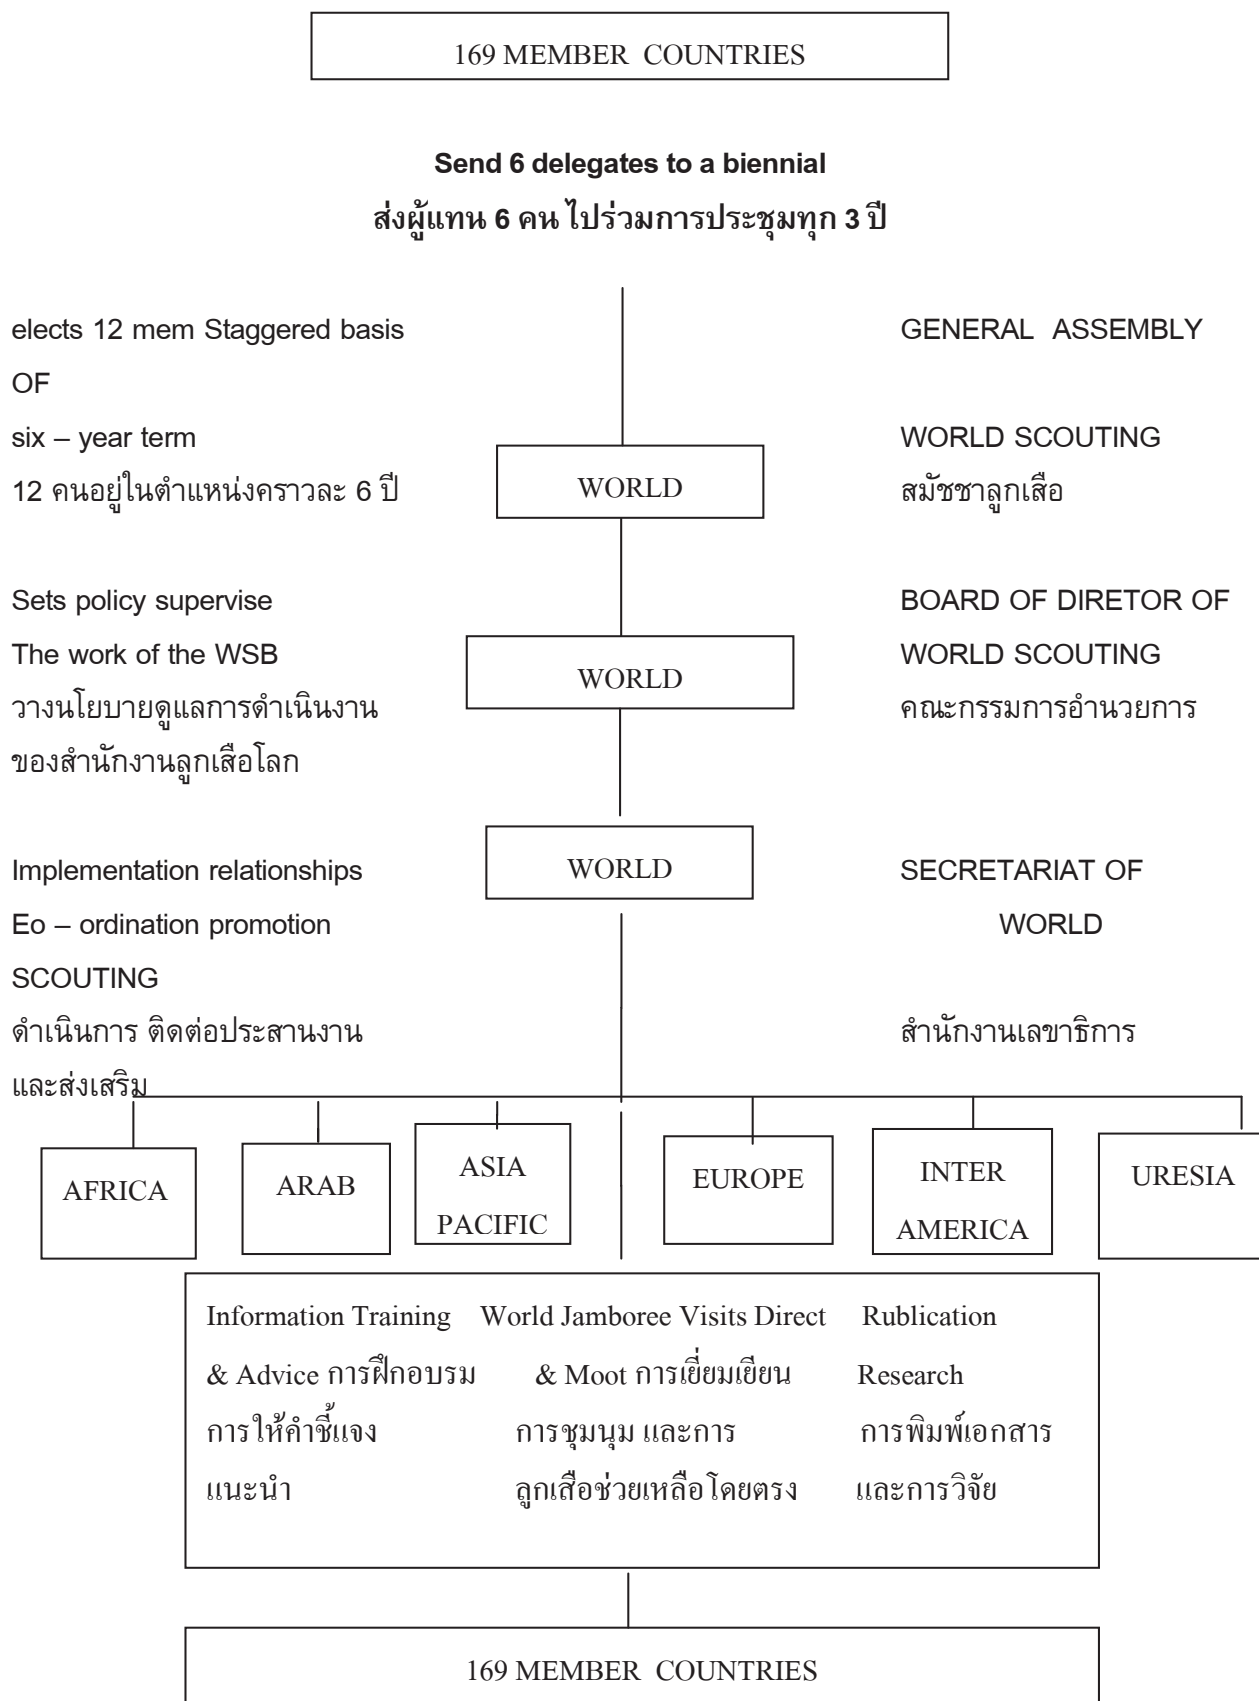 169 MEMBER COUNTRIES
Send 6 delegates to a biennial
ส่งผู้แทน 6 คน ไปร่วมการประชุมทุก 3 ปี
elects 12 mem Staggered basis GENERAL ASSEMBLY
OF
six – year term WORLD SCOUTING
12 คนอยู่ในตำแหน่งคราวละ 6 ปี WORLD สมัชชาลูกเสือ
Sets policy supervise BOARD OF DIRETOR OF
The work of the WSB WORLD WORLD SCOUTING
วางนโยบายดูแลการดำเนินงาน คณะกรรมการอำนวยการ
ของสำนักงานลูกเสือโลก
Implementation relationships WORLD SECRETARIAT OF
Eo – ordination promotion WORLD
SCOUTING
ดำเนินการ ติดต่อประสานงาน สำนักงานเลขาธิการ
และส่งเสริม
AFRICA ARAB ASIA EUROPE INTER URESIA
PACIFIC AMERICA
Information Training World Jamboree Visits Direct Rublication
& Advice การฝึกอบรม & Moot การเยี่ยมเยียน Research
การให้คำชี้แจง การชุมนุม และการ การพิมพ์เอกสาร
แนะนำ ลูกเสือช่วยเหลือโดยตรง และการวิจัย
169 MEMBER COUNTRIES